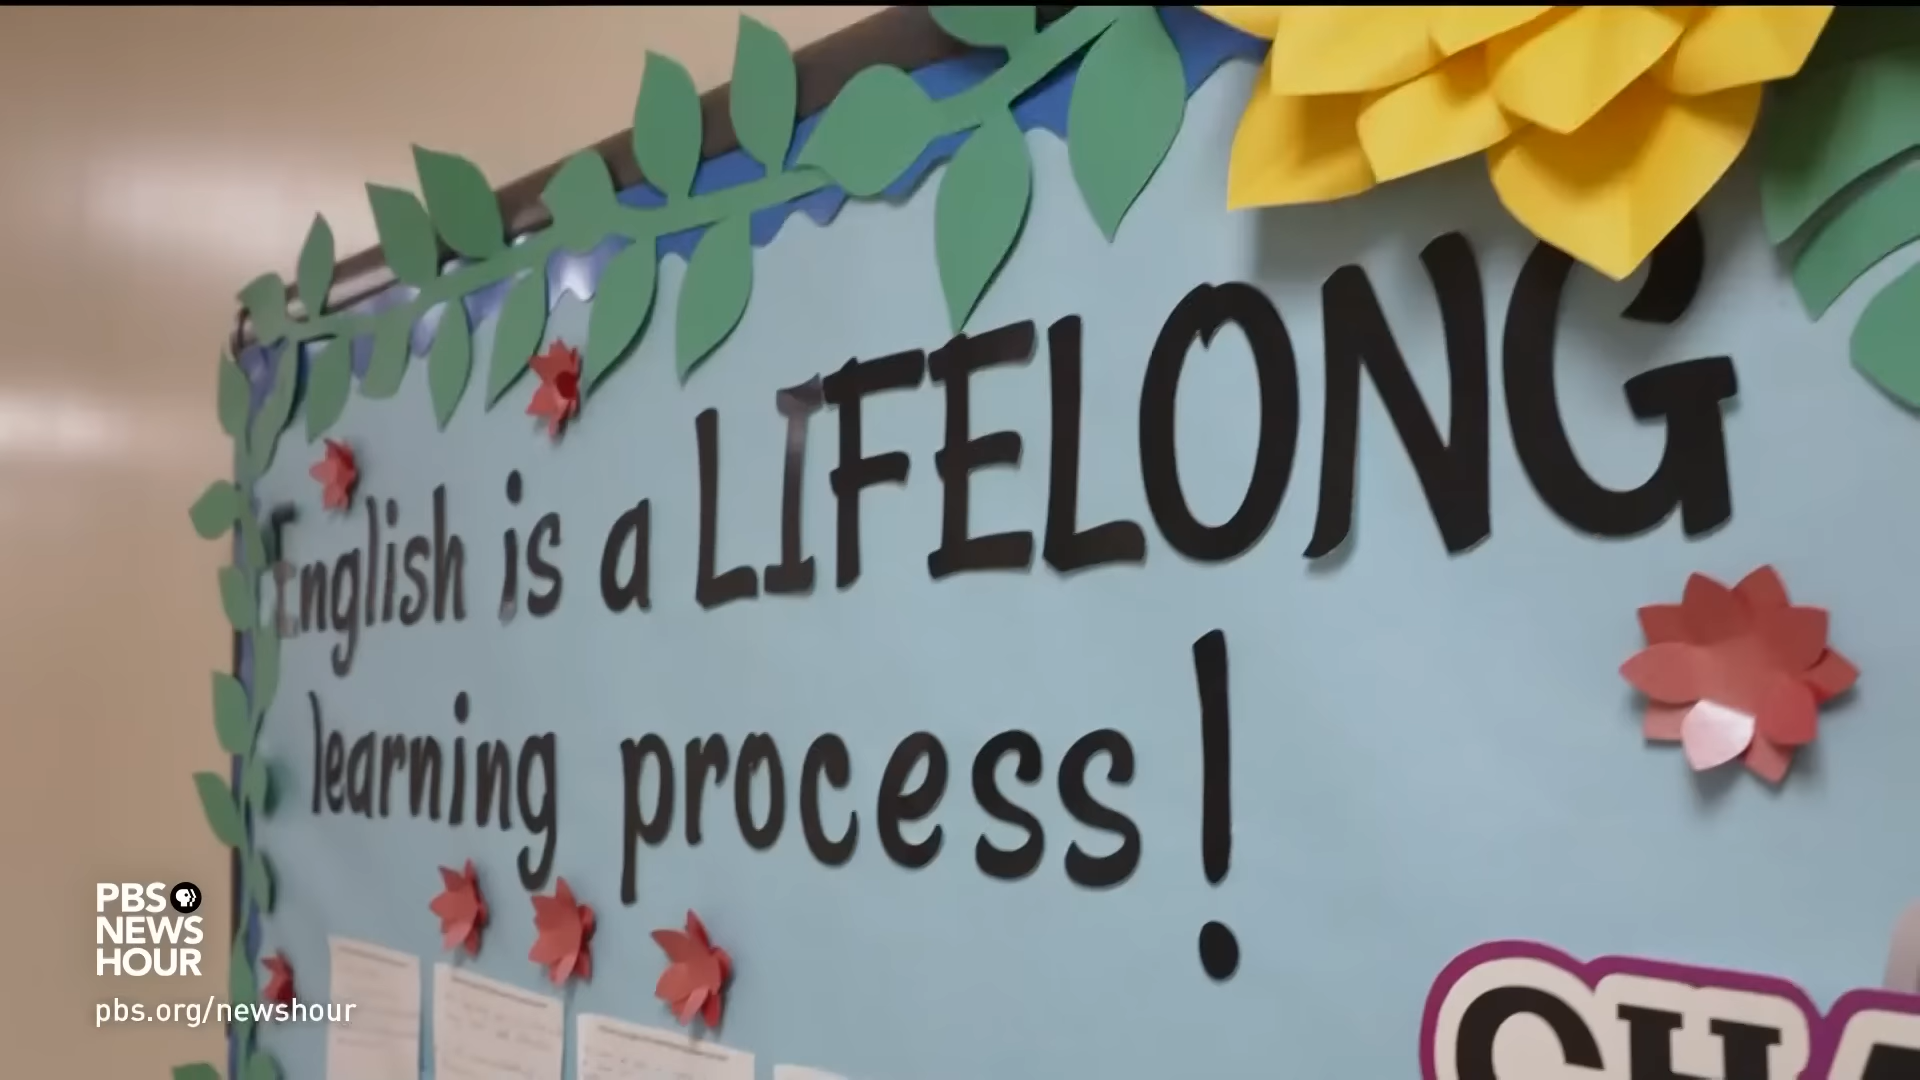 English is a LIFELONG
learning process!
PBS
NEWS
HOUR
pbs.org/newshour